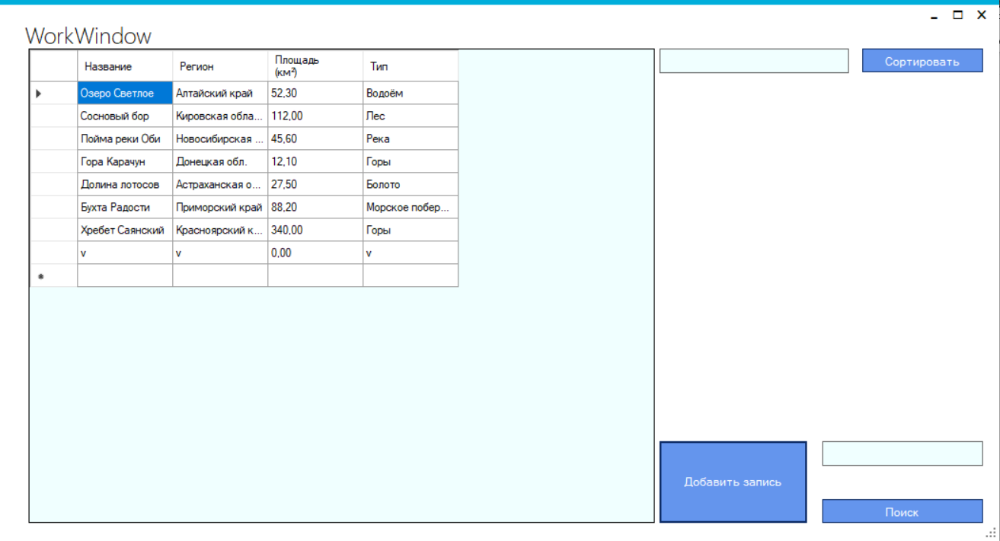 WorkWindow
Название Регион Площадь (км²) Тип
Сортировать
Озеро Светлое Алтайский край 52,30 Водоём
Сосновый бор Кировская обла... 112,00 Лес
Пойма реки Оби Новосибирская ... 45,60 Река
Гора Карачун Донецкая обл. 12,10 Горы
Долина лотосов Астраханская о... 27,50 Болото
Бухта Радости Приморский край 88,20 Морское побер...
Хребет Саянский Красноярский к... 340,00 Горы
v v 0,00 v
Добавить запись
Поиск